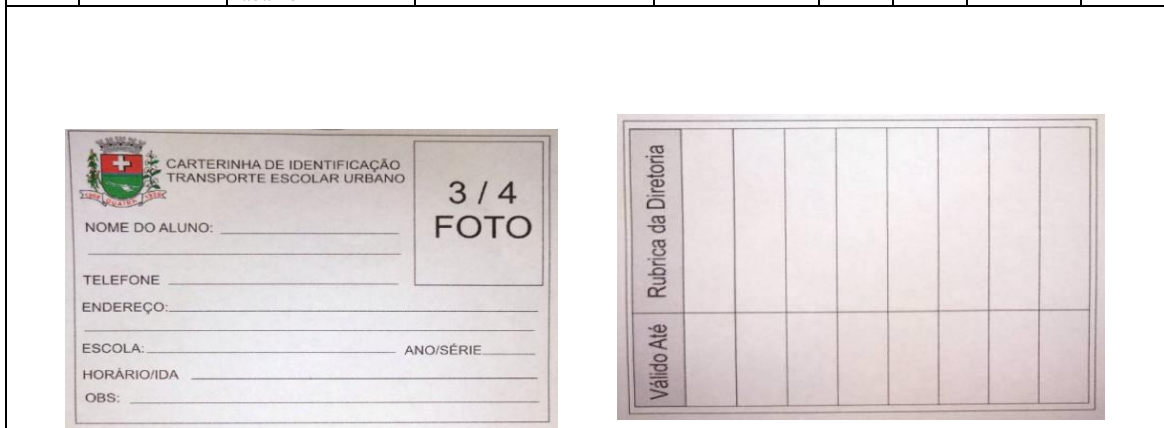 CARTERINHA DE IDENTIFICAÇÃO
TRANSPORTE ESCOLAR URBANO
3 / 4
FOTO
GUAIRA
NOME DO ALUNO:
TELEFONE
ENDEREÇO:
ESCOLA: ANO/SÉRIE
HORÁRIO/IDA
OBS:
Rubrica da Diretoria
Válido Até